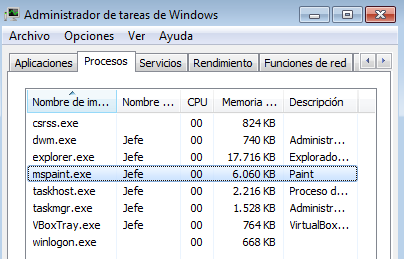 Administrador de tareas de Windows
Archivo Opciones Ver Ayuda
Aplicaciones Procesos Servicios Rendimiento Funciones de red
Nombre de im... Nombre ... CPU Memoria ... Descripción
csrss.exe 00 824 KB
dwm.exe Jefe 00 740 KB Administr...
explorer.exe Jefe 00 17.716 KB Explorado...
mspaint.exe Jefe 00 6.060 KB Paint
taskhost.exe Jefe 00 2.216 KB Proceso d...
taskmgr.exe Jefe 00 1.528 KB Administr...
VBoxTray.exe Jefe 00 764 KB VirtualBox...
winlogon.exe 00 668 KB